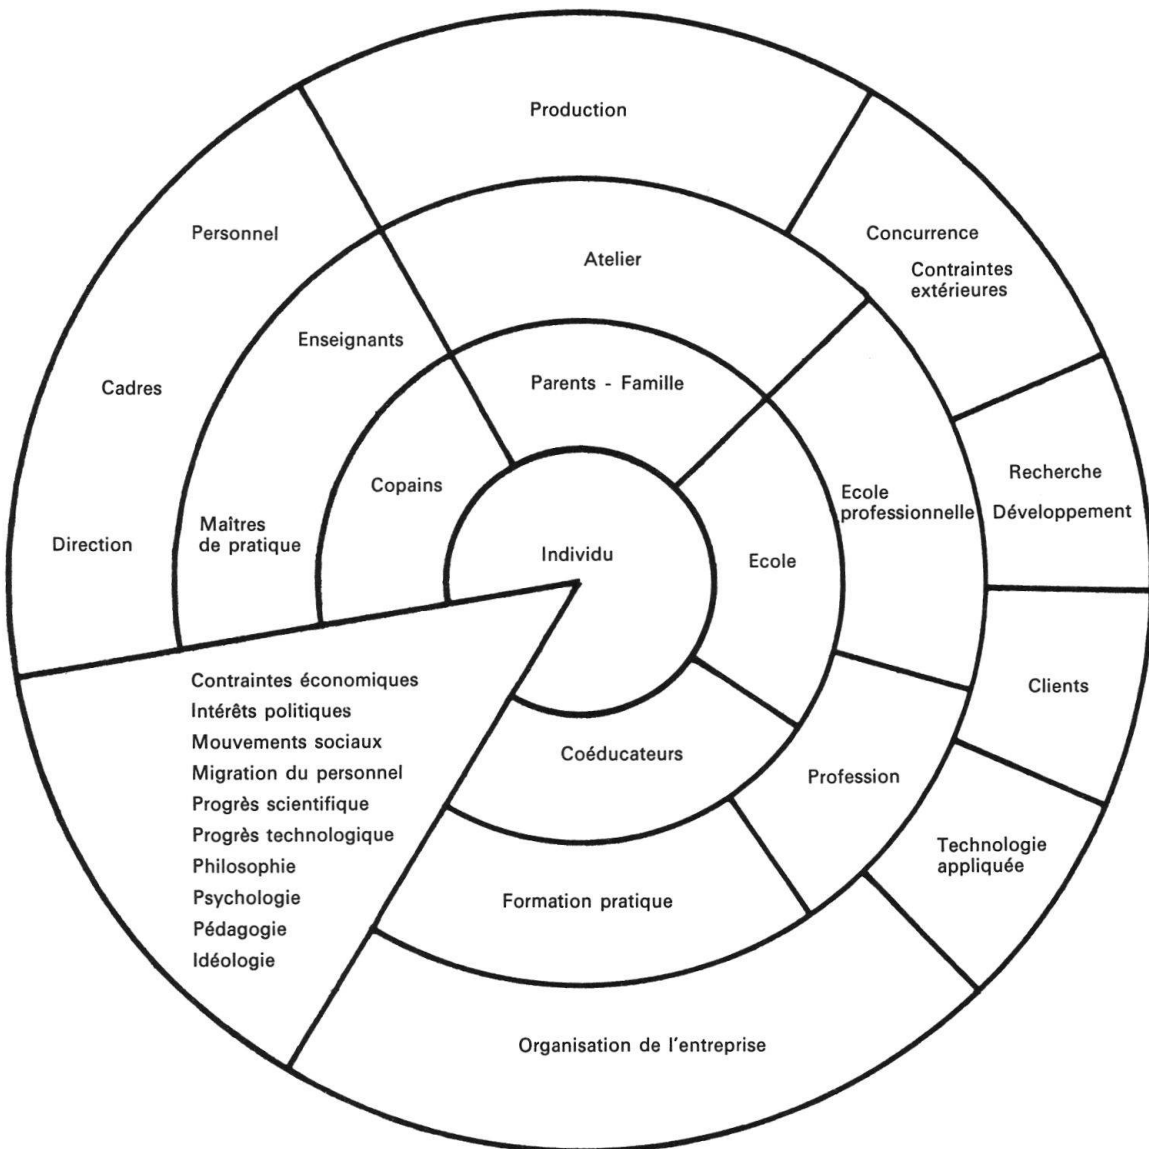 Production
Personnel
Concurrence
Contraintes
extérieures
Atelier
Enseignants
Cadres
Parents - Famille
Recherche
Développement
Copains
Ecole
professionnelle
Maîtres
de pratique
Direction
Individu
Ecole
Contraintes économiques
Intérêts politiques
Mouvements sociaux
Migration du personnel
Progrès scientifique
Progrès technologique
Philosophie
Psychologie
Pédagogie
Idéologie
Clients
Coéducateurs
Profession
Technologie
appliquée
Formation pratique
Organisation de l'entreprise